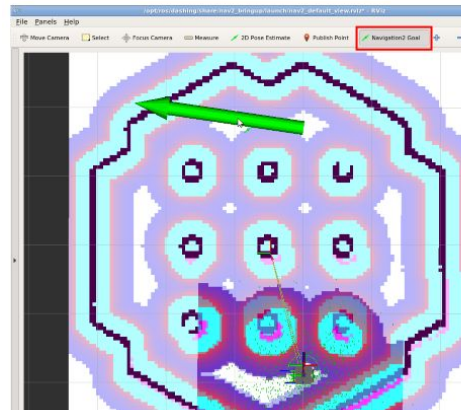 /opt/ros/dashing/share/nav2_bringup/launch/nav2_default_view.rviz* - RViz
File Panels Help
Move Camera Select Focus Camera Measure 2D Pose Estimate Publish Point Navigation2 Goal